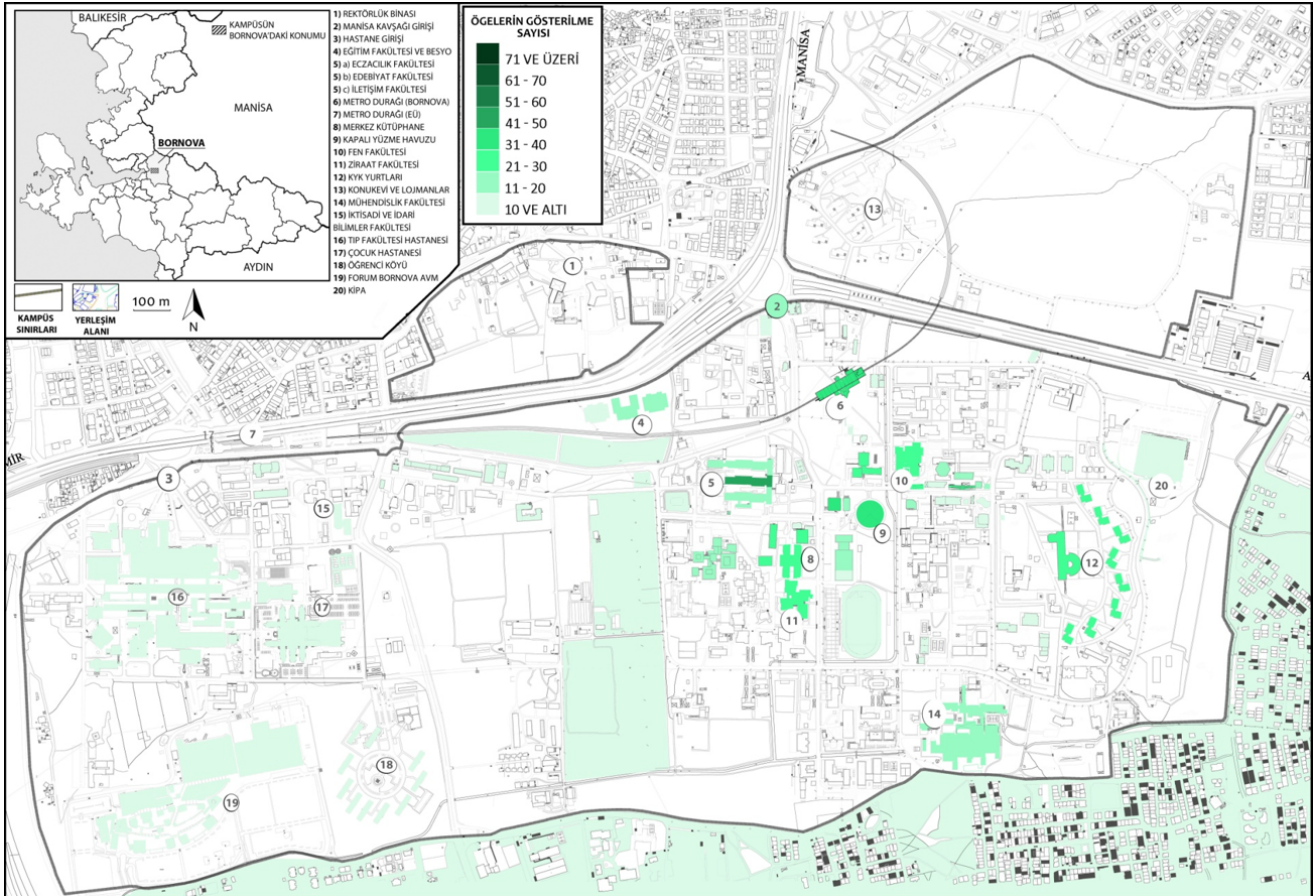 BALIKESİR
KAMPÜSÜN
BORNOVA'DAKİ KONUMU
MANİSA
BORNOVA
AYDIN
KAMPÜS
SINIRLARI
YERLEŞİM
ALANI
100 m
N
1) REKTÖRLÜK BİNASI
2) MANİSA KAVŞAĞI GİRİŞİ
3) HASTANE GİRİŞİ
4) EĞİTİM FAKÜLTESİ VE BESYO
5) a) ECZACILIK FAKÜLTESİ
5) b) EDEBİYAT FAKÜLTESİ
5) c) İLETİŞİM FAKÜLTESİ
6) METRO DURAĞI (BORNOVA)
7) METRO DURAĞI (EÜ)
8) MERKEZ KÜTÜPHANE
9) KAPALI YÜZME HAVUZU
10) FEN FAKÜLTESİ
11) ZİRAAT FAKÜLTESİ
12) KYK YURTLARI
13) KONUKEVİ VE LOJMANLAR
14) MÜHENDİSLİK FAKÜLTESİ
15) İKTİSADİ VE İDARİ
BİLİMLER FAKÜLTESİ
16) TIP FAKÜLTESİ HASTANESİ
17) ÇOCUK HASTANESİ
18) ÖĞRENCİ KÖYÜ
19) FORUM BORNOVA AVM
20) KİPA
ÖGELERİN GÖSTERİLME
SAYISI
71 VE ÜZERİ
61 - 70
51 - 60
41 - 50
31 - 40
21 - 30
11 - 20
10 VE ALTI
MANİSA
13
1
2
6
4
7
MİR
A
3
5
10
20
15
9
8
12
16
17
11
14
18
19